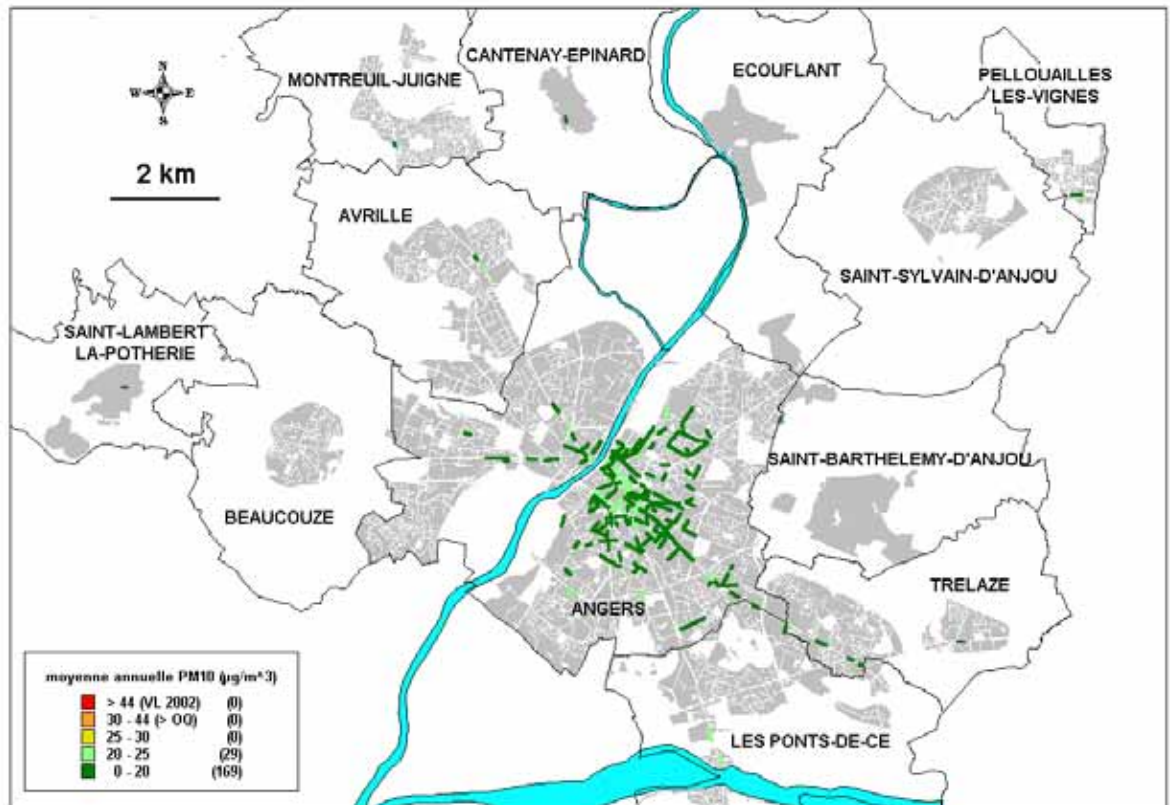 CANTENAY-EPINARD
ECOUFLANT
MONTREUIL-JUIGNE
PELLOUAILLES
LES-VIGNES
N
W
E
S
2 km
AVRILLE
SAINT-SYLVAIN-D'ANJOU
SAINT-LAMBERT
LA-POTHERIE
SAINT-BARTHELEMY-D'ANJOU
BEAUCOUZE
TRELAZE
ANGERS
LES PONTS-DE-CE
moyenne annuelle PM10 (µg/m^3)
> 44 (VL 2002) (0)
30 - 44 (> OQ) (0)
25 - 30 (0)
20 - 25 (29)
0 - 20 (169)